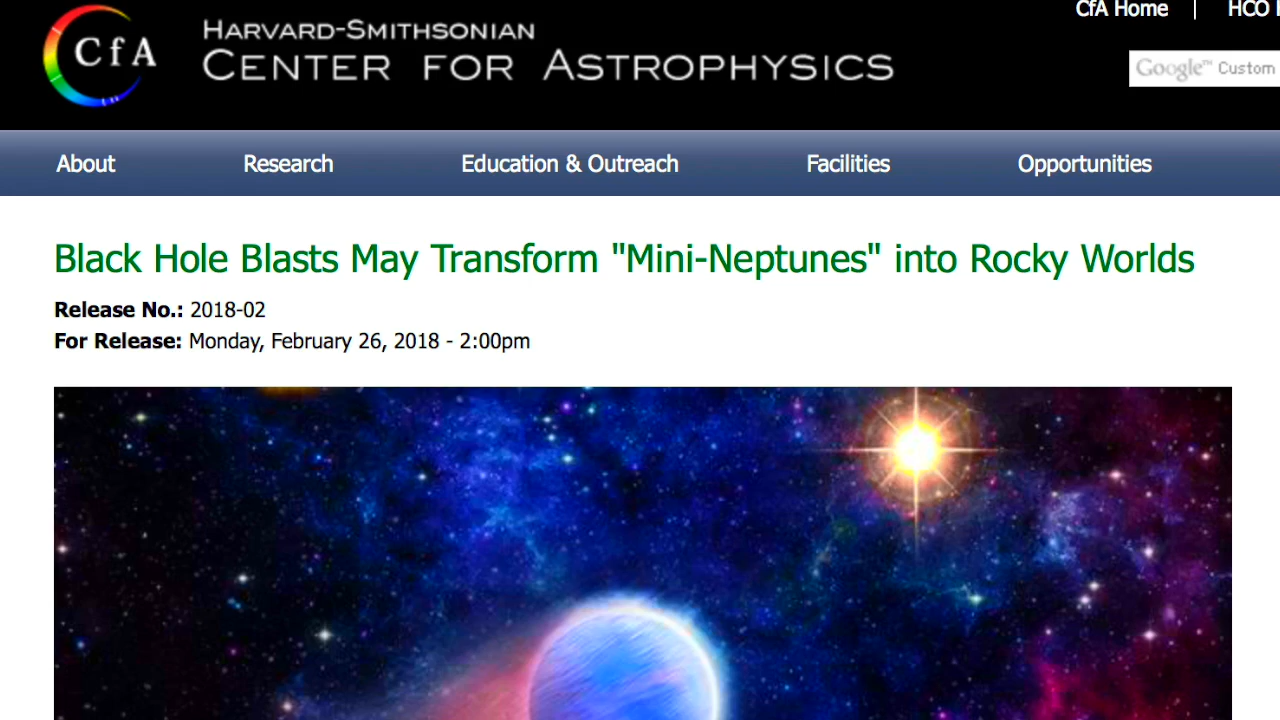 CfA Home | HCO
CfA
HARVARD-SMITHSONIAN
CENTER FOR ASTROPHYSICS
Google™ Custom
About Research Education & Outreach Facilities Opportunities
Black Hole Blasts May Transform "Mini-Neptunes" into Rocky Worlds
Release No.: 2018-02
For Release: Monday, February 26, 2018 - 2:00pm